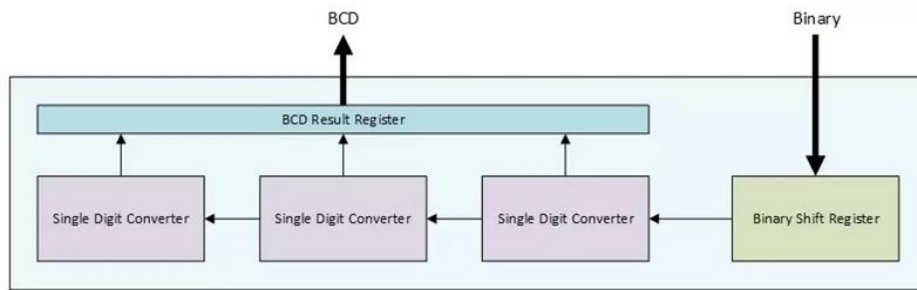 BCD
Binary
BCD Result Register
Single Digit Converter
Single Digit Converter
Single Digit Converter
Binary Shift Register